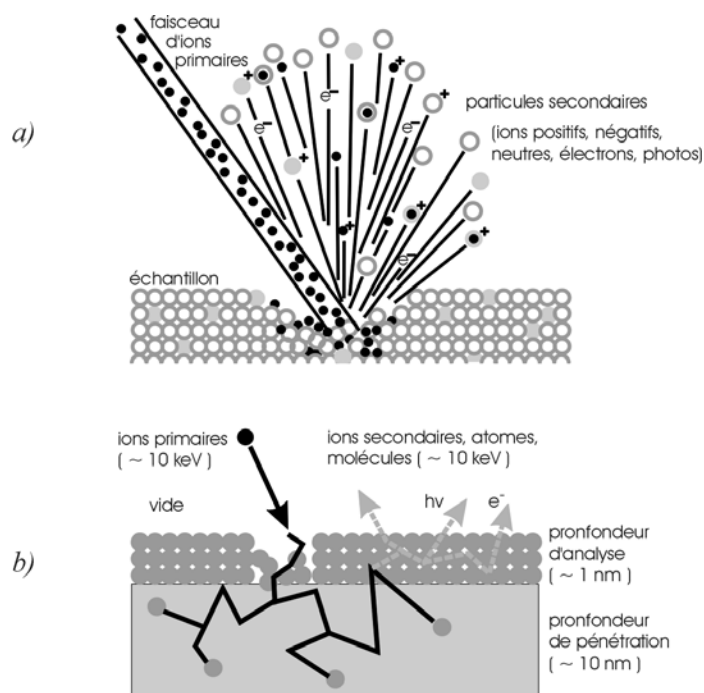 faisceau
d'ions
primaires
a)
particules secondaires
(ions positifs, négatifs,
neutres, électrons, photos)
e⁻
e⁻
e⁻
e⁻
+
+
+
+
+
+
+
échantillon
b)
ions primaires
( ~ 10 keV )
ions secondaires, atomes,
molécules ( ~ 10 keV )
vide
hv
e⁻
pronfondeur
d'analyse
( ~ 1 nm )
pronfondeur
de pénétration
( ~ 10 nm )